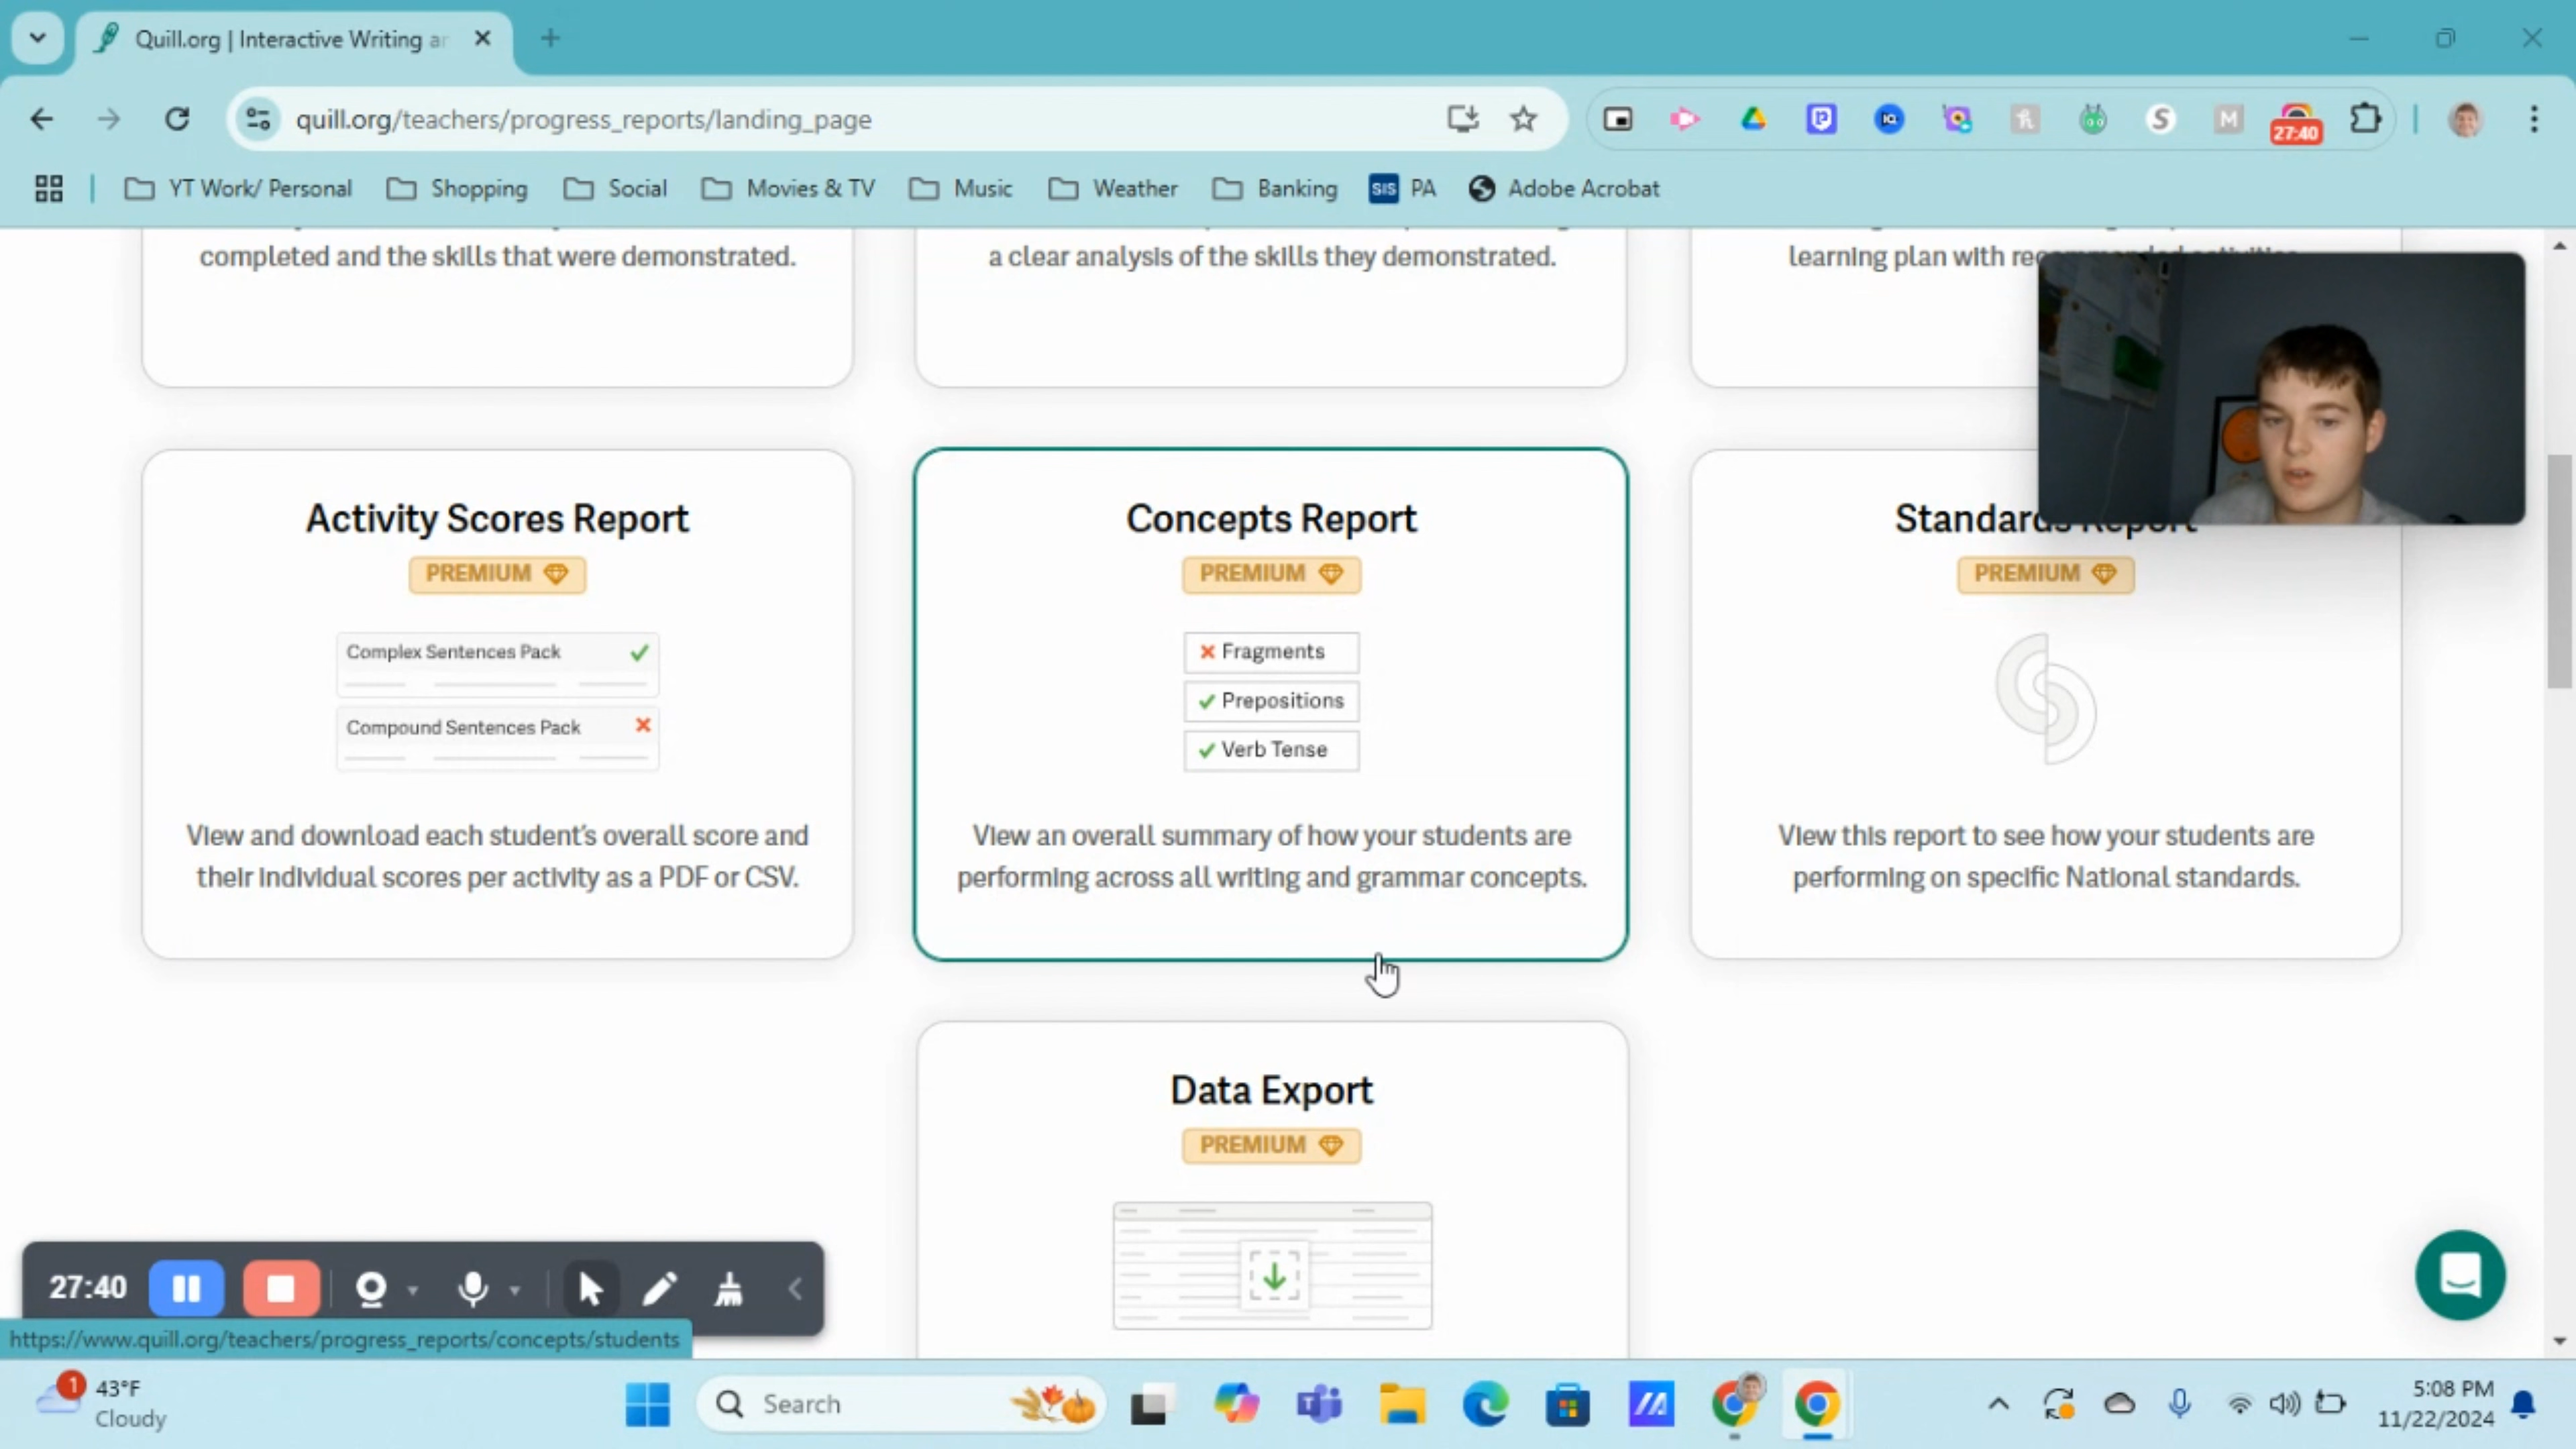 Quill.org | Interactive Writing ar
quill.org/teachers/progress_reports/landing_page
27:40
YT Work/ Personal
Shopping
Social
Movies & TV
Music
Weather
Banking
SIS PA
Adobe Acrobat
completed and the skills that were demonstrated.
a clear analysis of the skills they demonstrated.
learning plan with recommended activities.
Activity Scores Report
PREMIUM
Complex Sentences Pack
Compound Sentences Pack
View and download each student's overall score and
their individual scores per activity as a PDF or CSV.
Concepts Report
PREMIUM
Fragments
Prepositions
Verb Tense
View an overall summary of how your students are
performing across all writing and grammar concepts.
Standards Report
PREMIUM
View this report to see how your students are
performing on specific National standards.
Data Export
PREMIUM
27:40
https://www.quill.org/teachers/progress_reports/concepts/students
1
43°F
Cloudy
Search
5:08 PM
11/22/2024